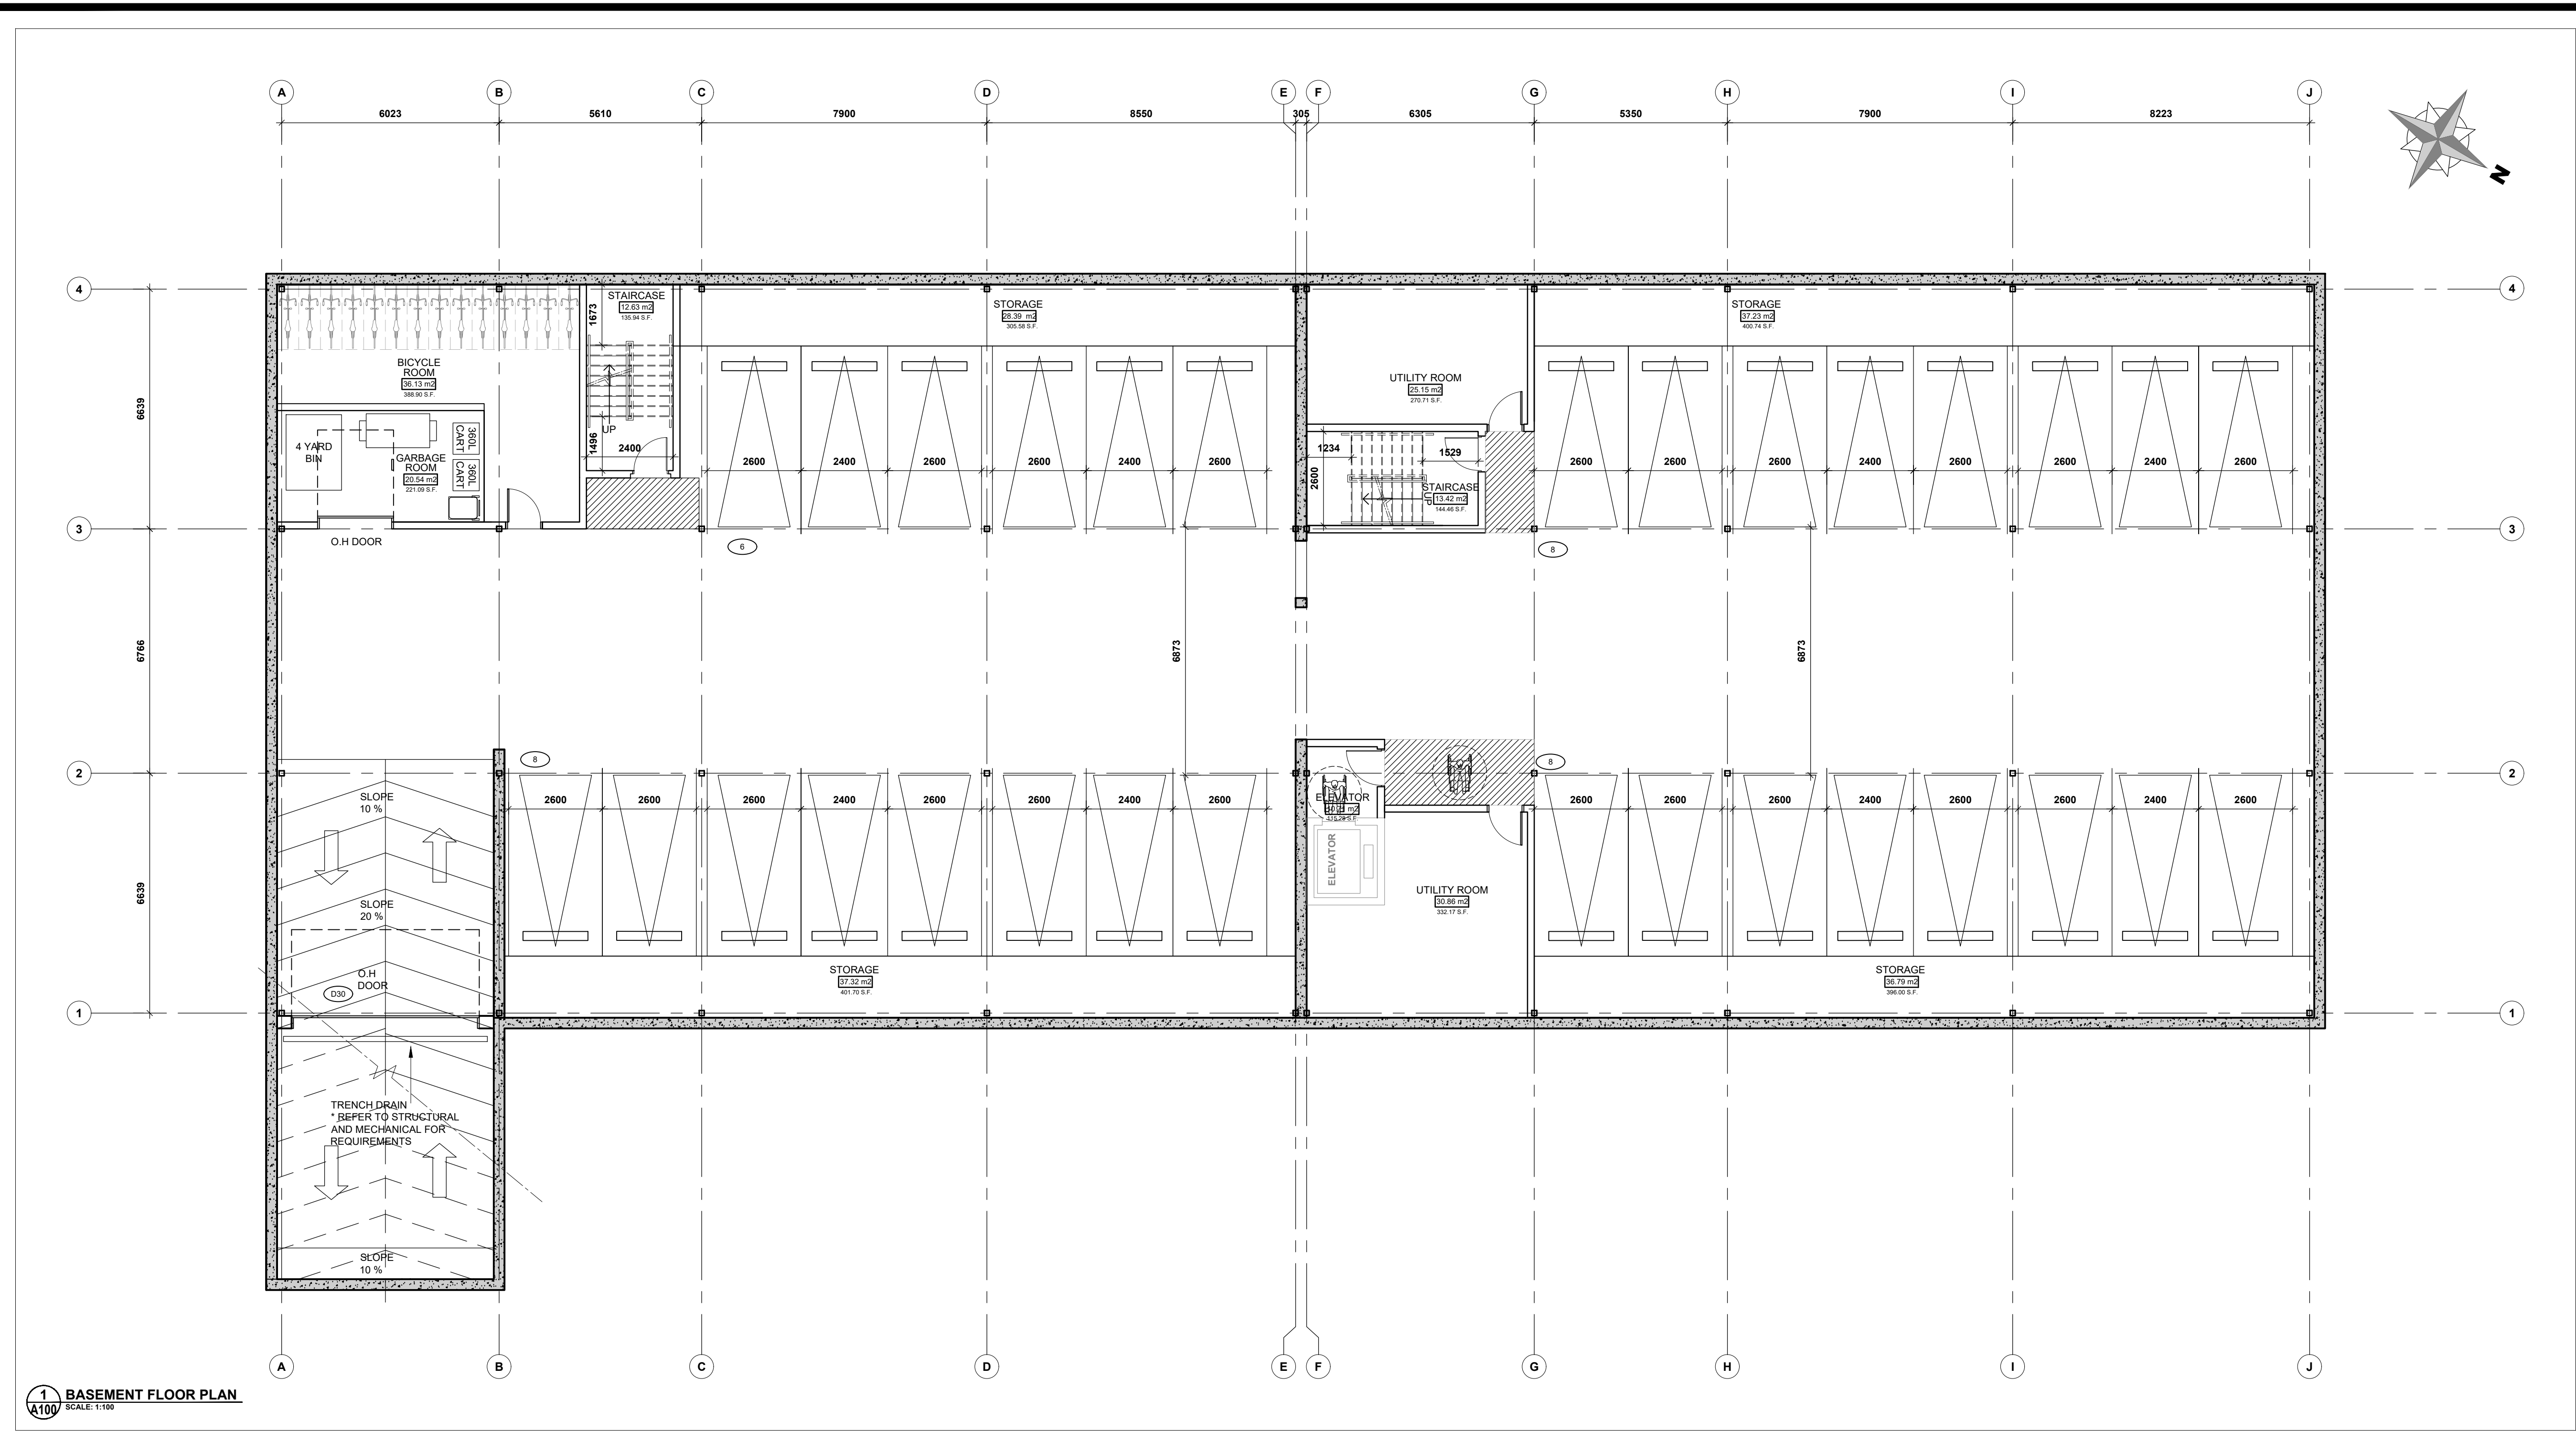 A B C D E F G H I J
6023 5610 7900 8550 305 6305 5350 7900 8223
N
4 4
STAIRCASE
12.63 m2
135.94 S.F.
1673
STORAGE
28.39 m2
305.58 S.F.
STORAGE
37.23 m2
400.74 S.F.
BICYCLE
ROOM
36.13 m2
388.90 S.F.
UTILITY ROOM
25.15 m2
270.71 S.F.
6639
UP
1496
2400
4 YARD
BIN
GARBAGE
ROOM
20.54 m2
221.09 S.F.
360L
CART
360L
CART
2600 2400 2600 2600 2400 2600
1234
1529
2600
UP
STAIRCASE
13.42 m2
144.46 S.F.
2600 2600 2600 2400 2600 2600 2400 2600
3 3
O.H DOOR
6
8
6766
6873
6873
8
8
2 2
SLOPE
10 %
2600 2600 2600 2400 2600 2600 2400 2600
ELEVATOR
115.28 S.F.
ELEVATOR
2600 2600 2600 2400 2600 2600 2400 2600
6639
SLOPE
20 %
UTILITY ROOM
30.86 m2
332.17 S.F.
O.H
DOOR
D30
STORAGE
37.32 m2
401.70 S.F.
STORAGE
36.79 m2
396.00 S.F.
1 1
TRENCH DRAIN
* REFER TO STRUCTURAL
AND MECHANICAL FOR
REQUIREMENTS
SLOPE
10 %
A B C D E F G H I J
1
A100
BASEMENT FLOOR PLAN
SCALE: 1:100